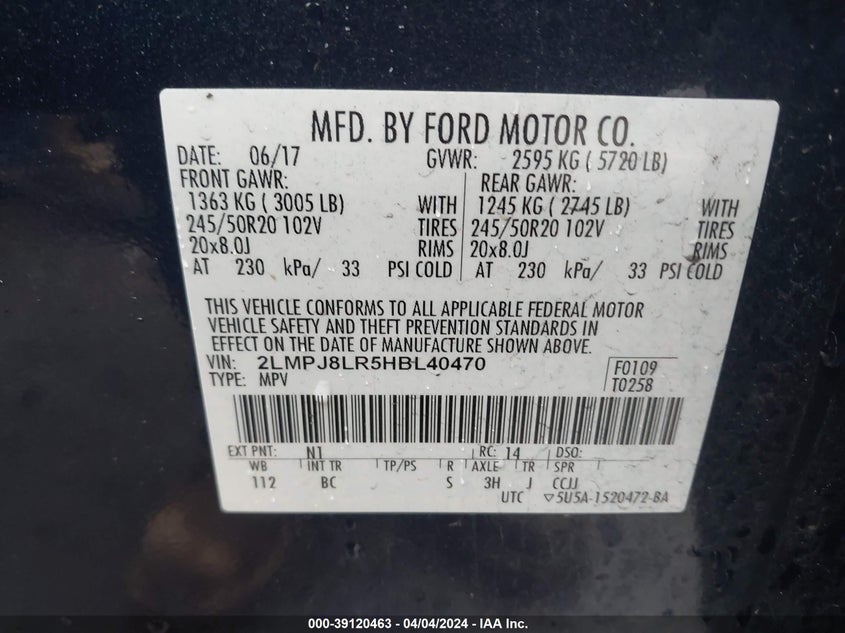 MFD. BY FORD MOTOR CO.
DATE: 06/17 GVWR: 2595 KG ( 5720 LB)
FRONT GAWR: REAR GAWR:
1363 KG ( 3005 LB) WITH 1245 KG ( 2745 LB) WITH
245/50R20 102V TIRES 245/50R20 102V TIRES
20x8.0J RIMS 20x8.0J RIMS
AT 230 kPa/ 33 PSI COLD AT 230 kPa/ 33 PSI COLD
THIS VEHICLE CONFORMS TO ALL APPLICABLE FEDERAL MOTOR
VEHICLE SAFETY AND THEFT PREVENTION STANDARDS IN
EFFECT ON THE DATE OF MANUFACTURE SHOWN ABOVE.
VIN: 2LMPJ8LR5HBL40470 F0109
TYPE: MPV T0258
EXT PNT: N1 RC: 14 DSO:
WB INT TR TP/PS R AXLE TR SPR
112 BC S 3H J CCJJ
UTC ▽5U5A-1520472-BA
000-39120463 - 04/04/2024 - IAA Inc.